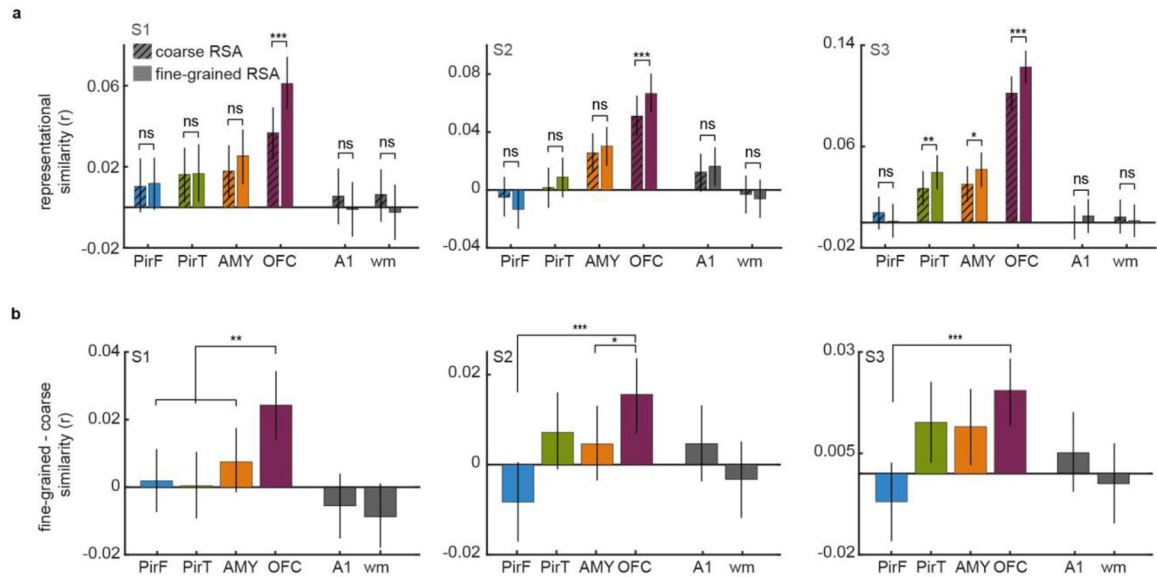 a
S1
coarse RSA
fine-grained RSA
representational
similarity (r)
0.06
0.02
-0.02
ns
ns
ns
***
ns
ns
PirF PirT AMY OFC A1 wm
S2
0.08
0.04
0
-0.04
ns
ns
ns
***
ns
ns
PirF PirT AMY OFC A1 wm
S3
0.14
0.06
-0.02
ns
**
*
***
ns
ns
PirF PirT AMY OFC A1 wm
b
S1
fine-grained - coarse
similarity (r)
0.04
0.02
0
-0.02
**
PirF PirT AMY OFC A1 wm
S2
0.02
0
-0.02
***
*
PirF PirT AMY OFC A1 wm
S3
0.03
0.005
-0.02
***
PirF PirT AMY OFC A1 wm